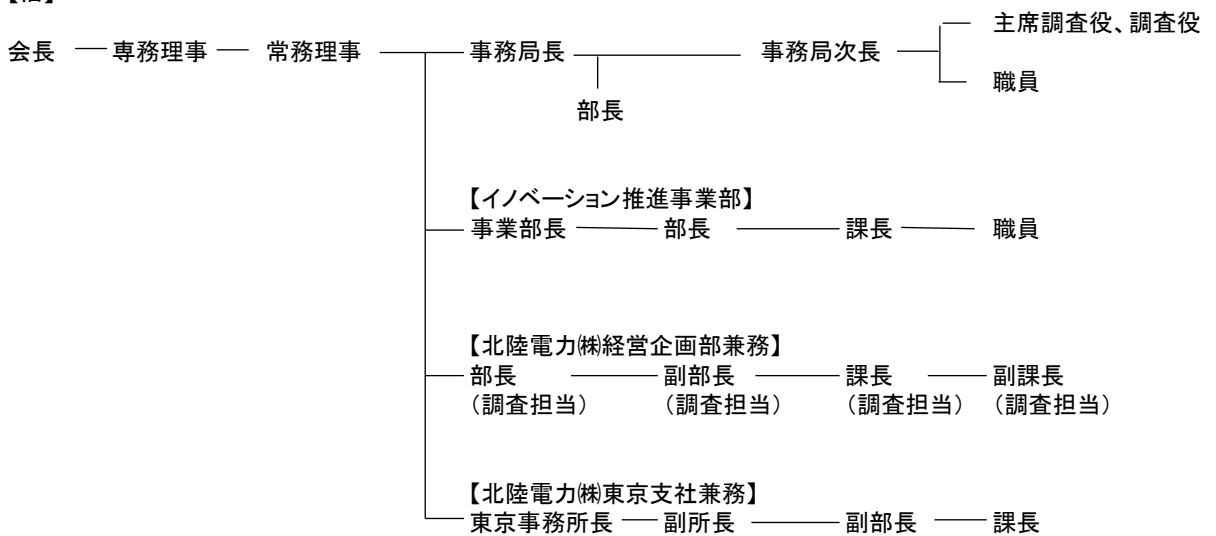 会長 専務理事 常務理事 事務局長 事務局次長 主席調査役、調査役
職員
部長
【イノベーション推進事業部】
事業部長 部長 課長 職員
【北陸電力㈱経営企画部兼務】
部長 副部長 課長 副課長
(調査担当) (調査担当) (調査担当) (調査担当)
【北陸電力㈱東京支社兼務】
東京事務所長 副所長 副部長 課長